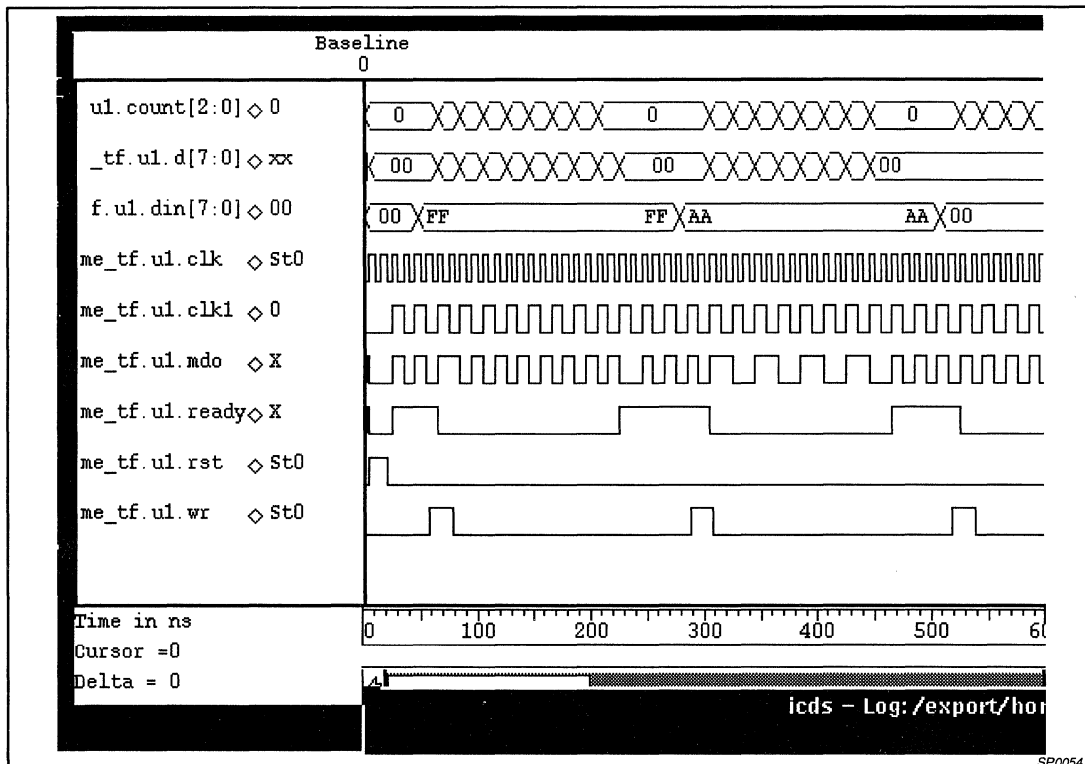 Baseline
0
u1.count[2:0] ◇ 0
0 0 0
_tf.u1.d[7:0] ◇ xx
00 00 00
f.u1.din[7:0] ◇ 00
00 FF FF AA AA 00
me_tf.u1.clk ◇ St0
me_tf.u1.clk1 ◇ 0
me_tf.u1.mdo ◇ X
me_tf.u1.ready ◇ X
me_tf.u1.rst ◇ St0
me_tf.u1.wr ◇ St0
Time in ns
0 100 200 300 400 500 60
Cursor =0
Delta = 0
icds – Log: /export/hor
SP0054